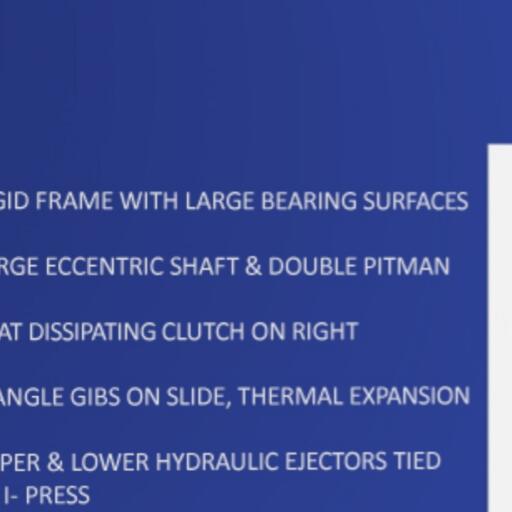 GID FRAME WITH LARGE BEARING SURFACES
RGE ECCENTRIC SHAFT & DOUBLE PITMAN
AT DISSIPATING CLUTCH ON RIGHT
ANGLE GIBS ON SLIDE, THERMAL EXPANSION
PER & LOWER HYDRAULIC EJECTORS TIED
I- PRESS